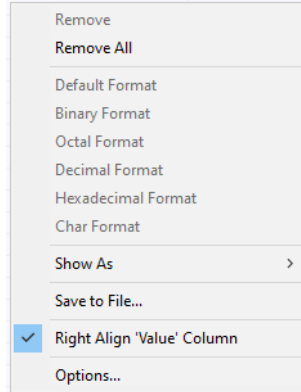 Remove
Remove All
Default Format
Binary Format
Octal Format
Decimal Format
Hexadecimal Format
Char Format
Show As
Save to File...
Right Align 'Value' Column
Options...